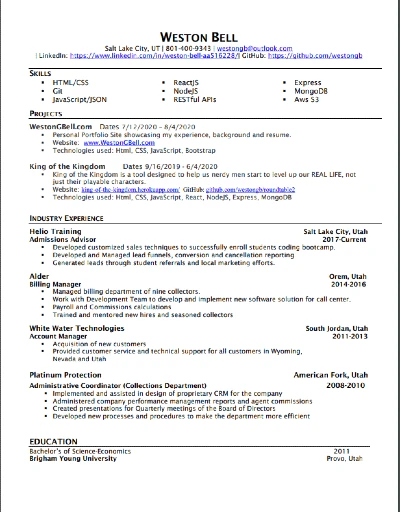 WESTON BELL
Salt Lake City, UT | 801-400-9343 | westongb@outlook.com
| LinkedIn: https://www.linkedin.com/in/weston-bell-aa516228/| GitHub: https://github.com/westongb
SKILLS
• HTML/CSS • ReactJS • Express
• Git • NodeJS • MongoDB
• JavaScript/JSON • RESTful APIs • Aws S3
PROJECTS
WestonGBell.com Dates 7/12/2020 - 8/4/2020
• Personal Portfolio Site showcasing my experience, background and resume.
• Website: www.WestonGBell.com
• Technologies used: Html, CSS, JavaScript, Bootstrap
King of the Kingdom Dates 9/16/2019 - 6/4/2020
• King of the Kingdom is a tool designed to help us nerdy men start to level up our REAL LIFE, not
just their playable characters.
• Website: king-of-the-kingdom.herokuapp.com/ GitHub: github.com/westongb/roundtable2
• Technologies used: Html, CSS, JavaScript, React, NodeJS, Express, MongoDB
INDUSTRY EXPERIENCE
Helio Training Salt Lake City, Utah
Admissions Advisor 2017-Current
• Developed customized sales techniques to successfully enroll students coding bootcamp.
• Developed and Managed lead funnels, conversion and cancellation reporting
• Generated leads through student referrals and local marketing efforts.
Alder Orem, Utah
Billing Manager 2014-2016
• Managed billing department of nine collectors.
• Work with Development Team to develop and implement new software solution for call center.
• Payroll and Commissions calculations
• Trained and mentored new hires and seasoned collectors
White Water Technologies South Jordan, Utah
Account Manager 2011-2013
• Acquisition of new customers
• Provided customer service and technical support for all customers in Wyoming,
Nevada and Utah
Platinum Protection American Fork, Utah
Administrative Coordinator (Collections Department) 2008-2010
• Implemented and assisted in design of proprietary CRM for the company
• Administered company performance management reports and agent commissions
• Created presentations for Quarterly meetings of the Board of Directors
• Developed new processes and procedures to make the department more efficient
EDUCATION
Bachelor's of Science-Economics 2011
Brigham Young University Provo, Utah